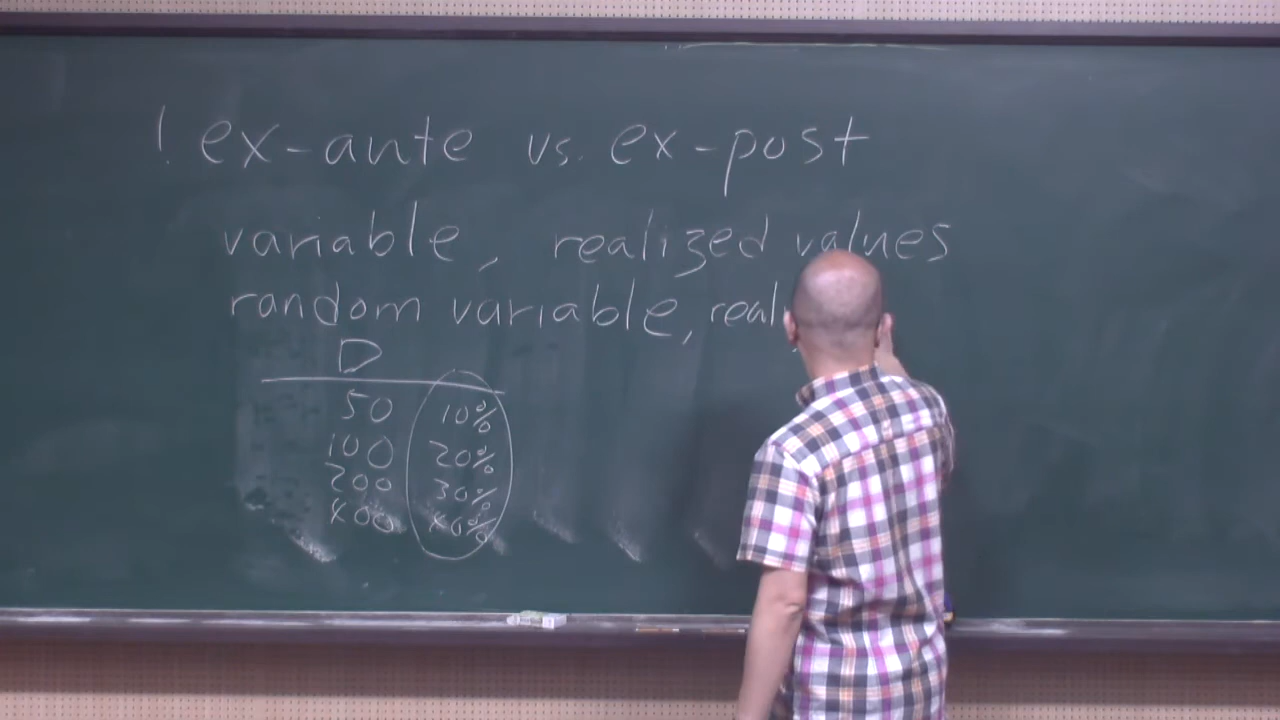 ! ex-ante vs. ex-post
variable, realized values
random variable, real
D
50 10%
100 20%
200 30%
400 40%